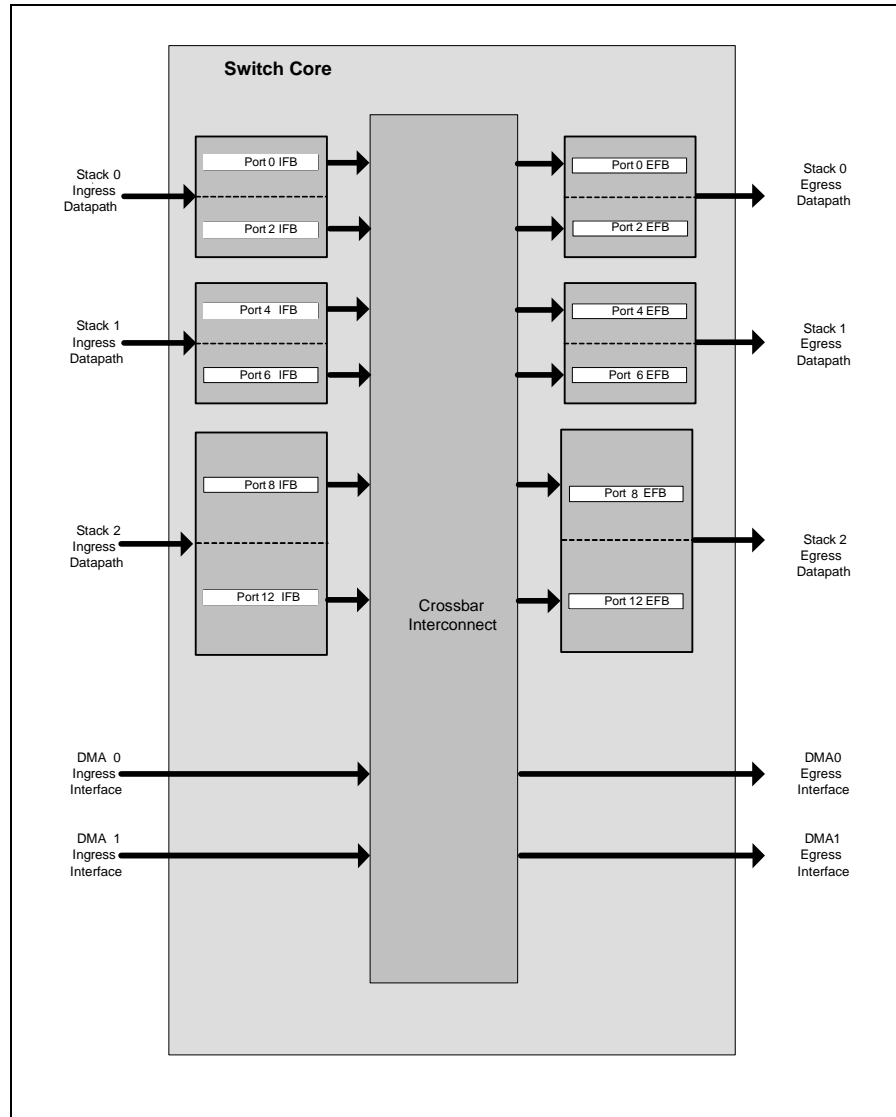 Switch Core
Stack 0
Ingress
Datapath
Port 0 IFB
Port 2 IFB
Port 0 EFB
Port 2 EFB
Stack 0
Egress
Datapath
Stack 1
Ingress
Datapath
Port 4 IFB
Port 6 IFB
Port 4 EFB
Port 6 EFB
Stack 1
Egress
Datapath
Stack 2
Ingress
Datapath
Port 8 IFB
Port 12 IFB
Crossbar
Interconnect
Port 8 EFB
Port 12 EFB
Stack 2
Egress
Datapath
DMA 0
Ingress
Interface
DMA0
Egress
Interface
DMA 1
Ingress
Interface
DMA1
Egress
Interface